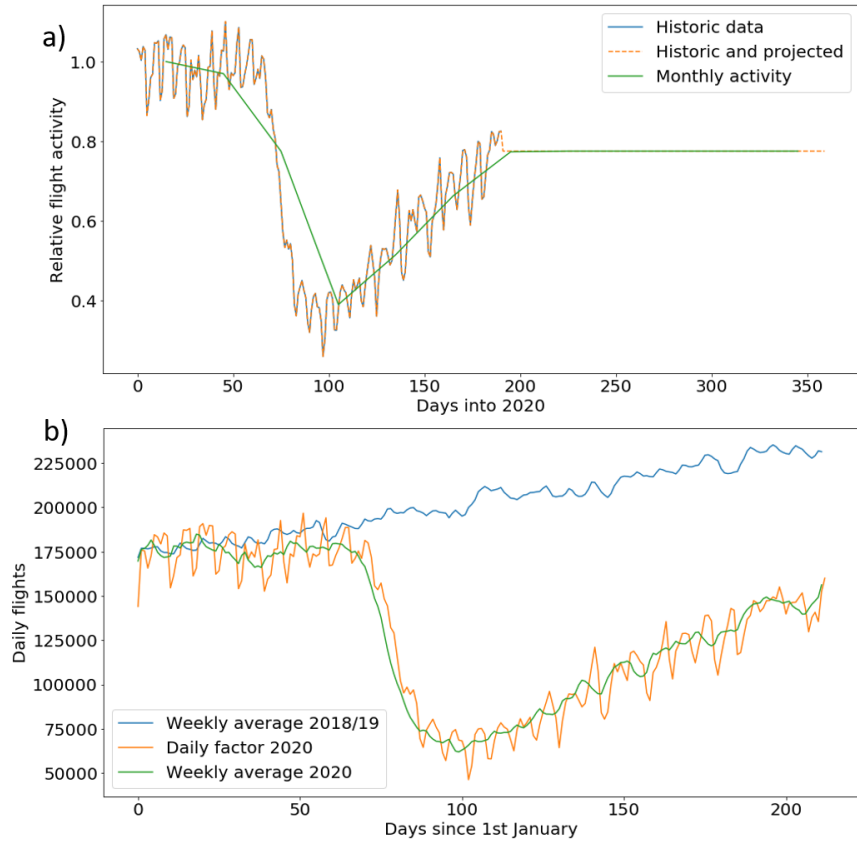 a)
Historic data
Historic and projected
Monthly activity
Relative flight activity
1.0
0.8
0.6
0.4
0 50 100 150 200 250 300 350
Days into 2020
b)
Daily flights
225000
200000
175000
150000
125000
100000
75000
50000
Weekly average 2018/19
Daily factor 2020
Weekly average 2020
0 50 100 150 200
Days since 1st January